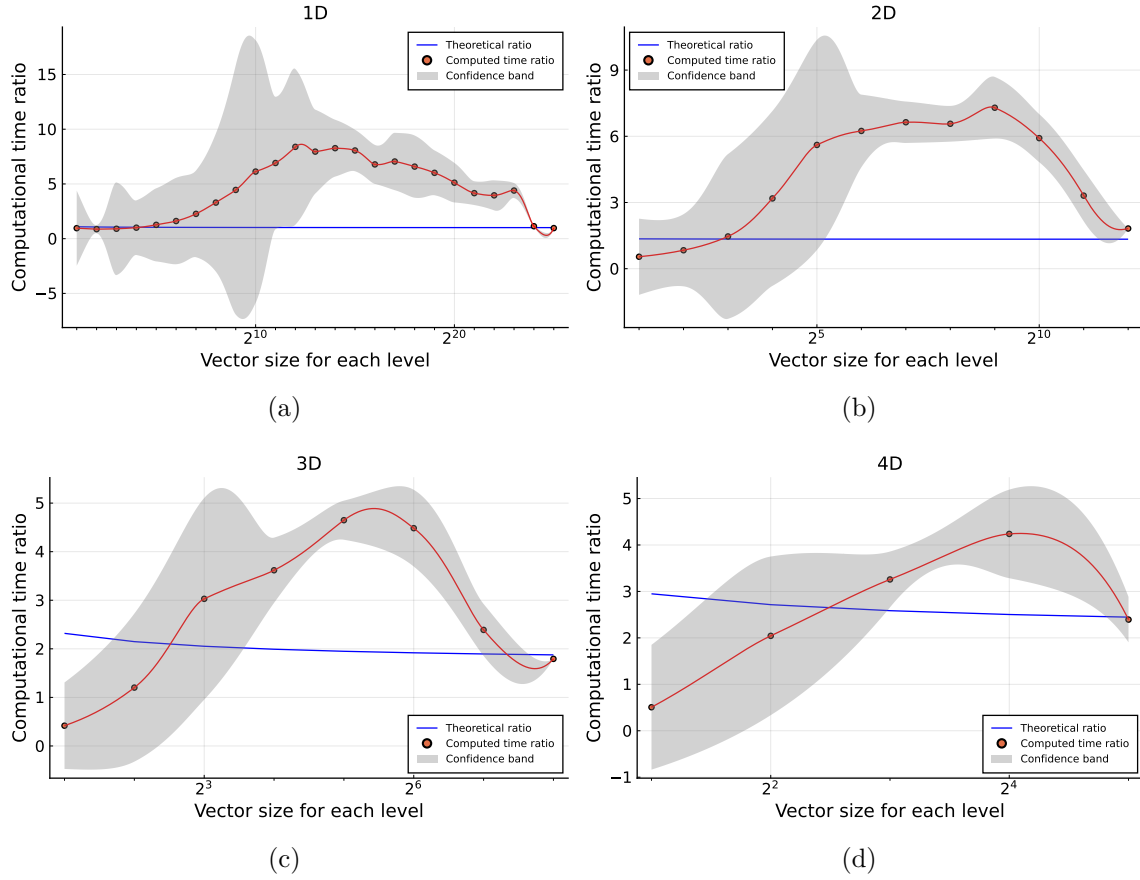 1D
Computational time ratio
15
10
5
0
−5
2^10
2^20
Vector size for each level
Theoretical ratio
Computed time ratio
Confidence band
(a)
2D
Computational time ratio
9
6
3
0
2^5
2^10
Vector size for each level
Theoretical ratio
Computed time ratio
Confidence band
(b)
3D
Computational time ratio
5
4
3
2
1
0
2^3
2^6
Vector size for each level
Theoretical ratio
Computed time ratio
Confidence band
(c)
4D
Computational time ratio
5
4
3
2
1
0
−1
2^2
2^4
Vector size for each level
Theoretical ratio
Computed time ratio
Confidence band
(d)